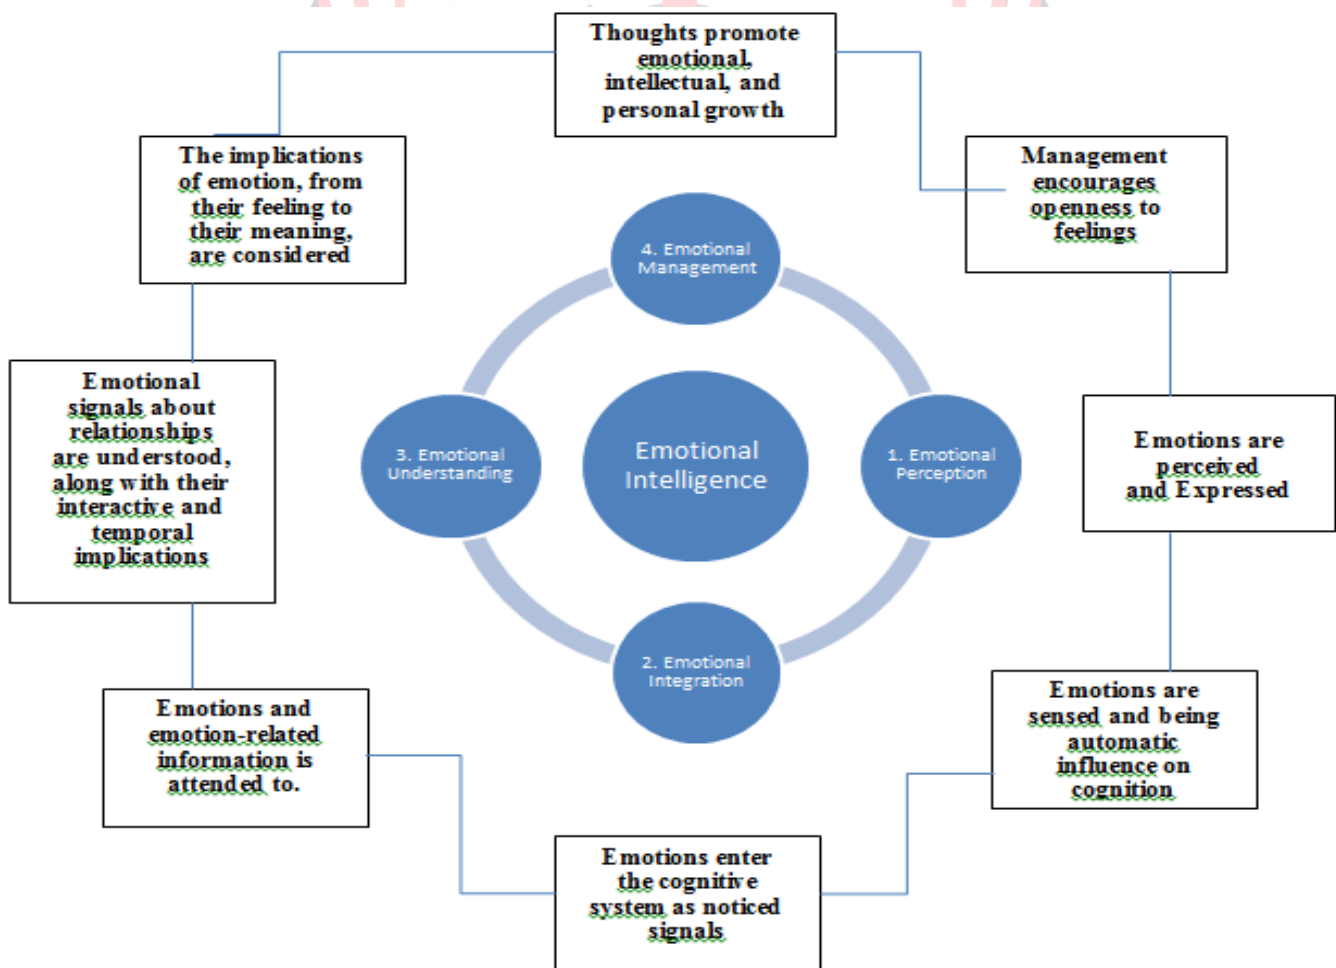 Thoughts promote
emotional,
intellectual, and
personal growth
The implications
of emotion, from
their feeling to
their meaning,
are considered
Management
encourages
openness to
feelings
4. Emotional
Management
Emotional
signals about
relationships
are understood,
along with their
interactive and
temporal
implications
3. Emotional
Understanding
Emotional
Intelligence
1. Emotional
Perception
Emotions are
perceived
and Expressed
2. Emotional
Integration
Emotions and
emotion-related
information is
attended to.
Emotions are
sensed and being
automatic
influence on
cognition
Emotions enter
the cognitive
system as noticed
signals